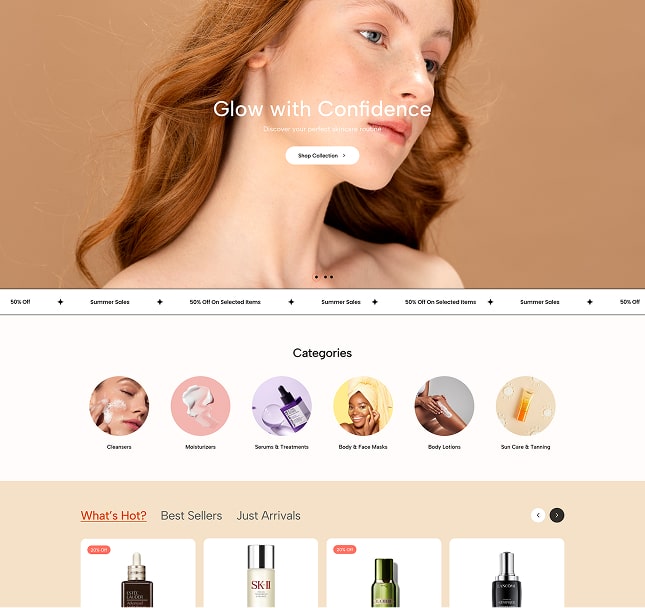 Glow with Confidence
Discover your perfect skincare routine
Shop Collection >
50% Off ✦ Summer Sales ✦ 50% Off On Selected Items ✦ Summer Sales ✦ 50% Off On Selected Items ✦ Summer Sales ✦ 50% Off
Categories
Cleansers Moisturizers Serums & Treatments Body & Face Masks Body Lotions Sun Care & Tanning
What's Hot? Best Sellers Just Arrivals
20% Off 20% Off
SK-II
ESTĒE
LAUDER
LANCÔME